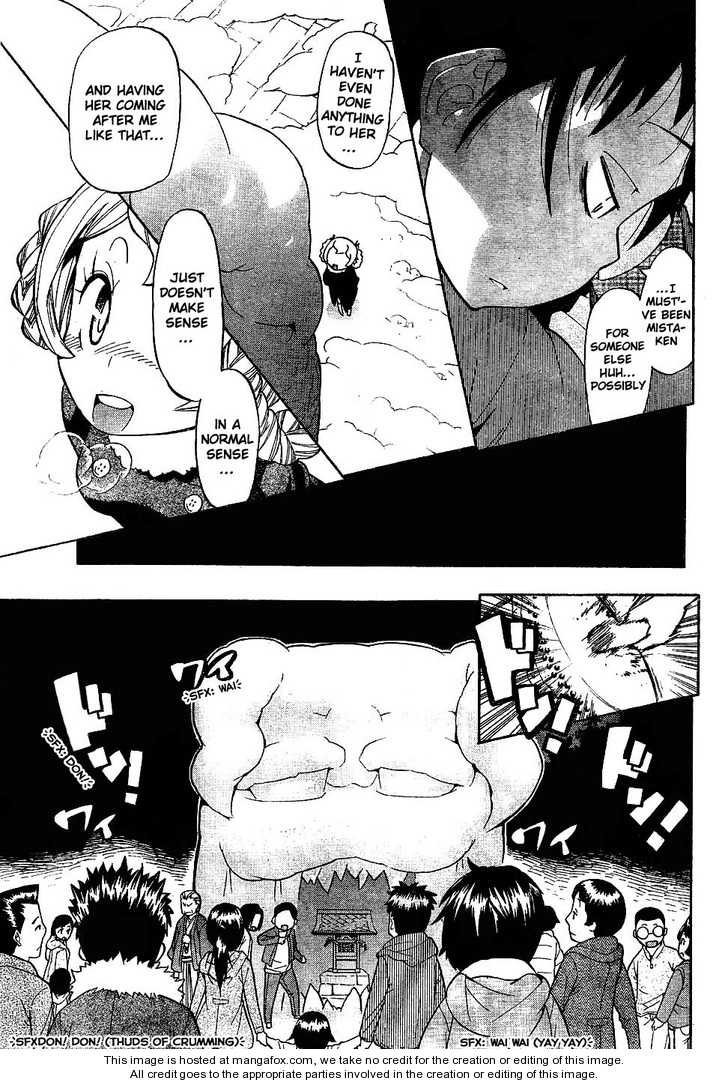 ...I
MUST'-
VE BEEN
MISTA-
KEN
FOR
SOMEONE
ELSE
HUH...
POSSIBLY
I
HAVEN'T
EVEN
DONE
ANYTHING
TO HER
...
AND HAVING
HER COMING
AFTER ME
LIKE THAT...
JUST
DOESN'T
MAKE
SENSE
...
IN A
NORMAL
SENSE
...
ドン!
ワイ
SFX: WAI
ドン!
SFX: DON!
ドン!
ワイ
ワイ
SFXDON! DON! (THUDS OF CRUMMING)
SFX: WAI WAI (YAY YAY)
This image is hosted at mangafox.com, we take no credit for the creation or editing of this image.
All credit goes to the appropriate parties involved in the creation or editing of this image.